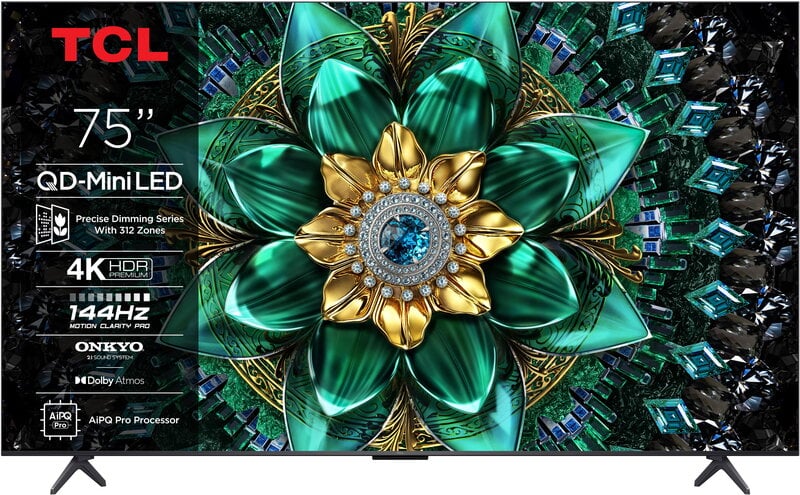 TCL
75”
QD-Mini LED
Precise Dimming Series
With 312 Zones
4K HDR
PREMIUM
144Hz
MOTION CLARITY PRO
ONKYO
2.1 SOUND SYSTEM
Dolby Atmos
AiPQ
Pro
AiPQ Pro Processor